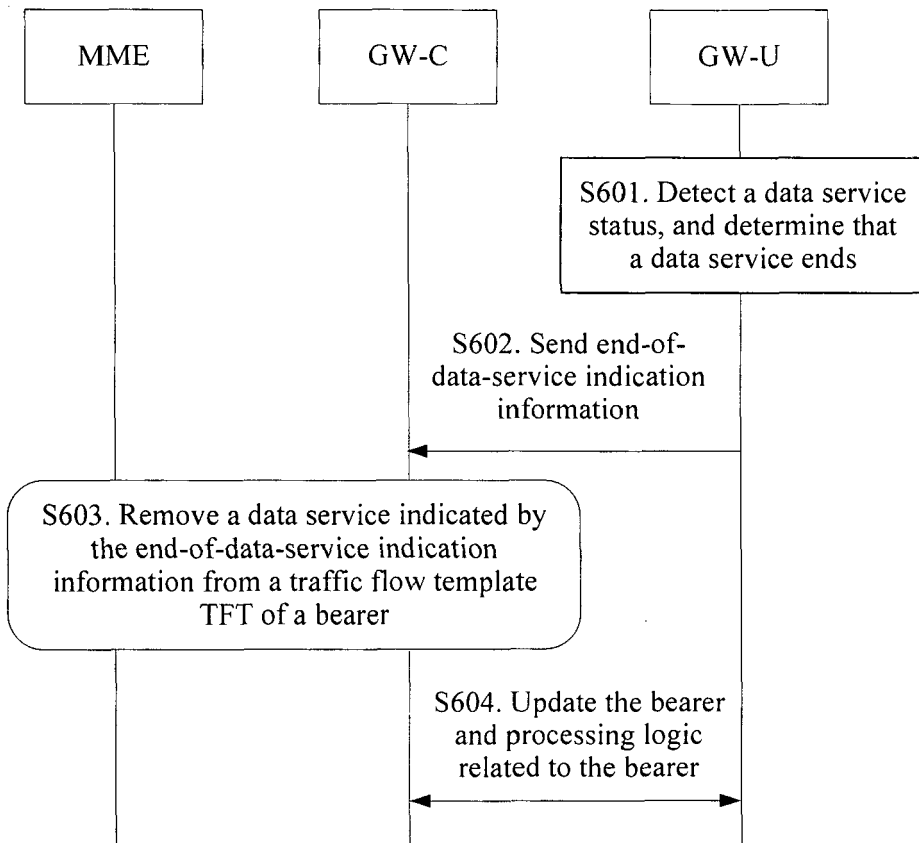 MME
GW-C
GW-U
S601. Detect a data service
status, and determine that
a data service ends
S602. Send end-of-
data-service indication
information
S603. Remove a data service indicated by
the end-of-data-service indication
information from a traffic flow template
TFT of a bearer
S604. Update the bearer
and processing logic
related to the bearer